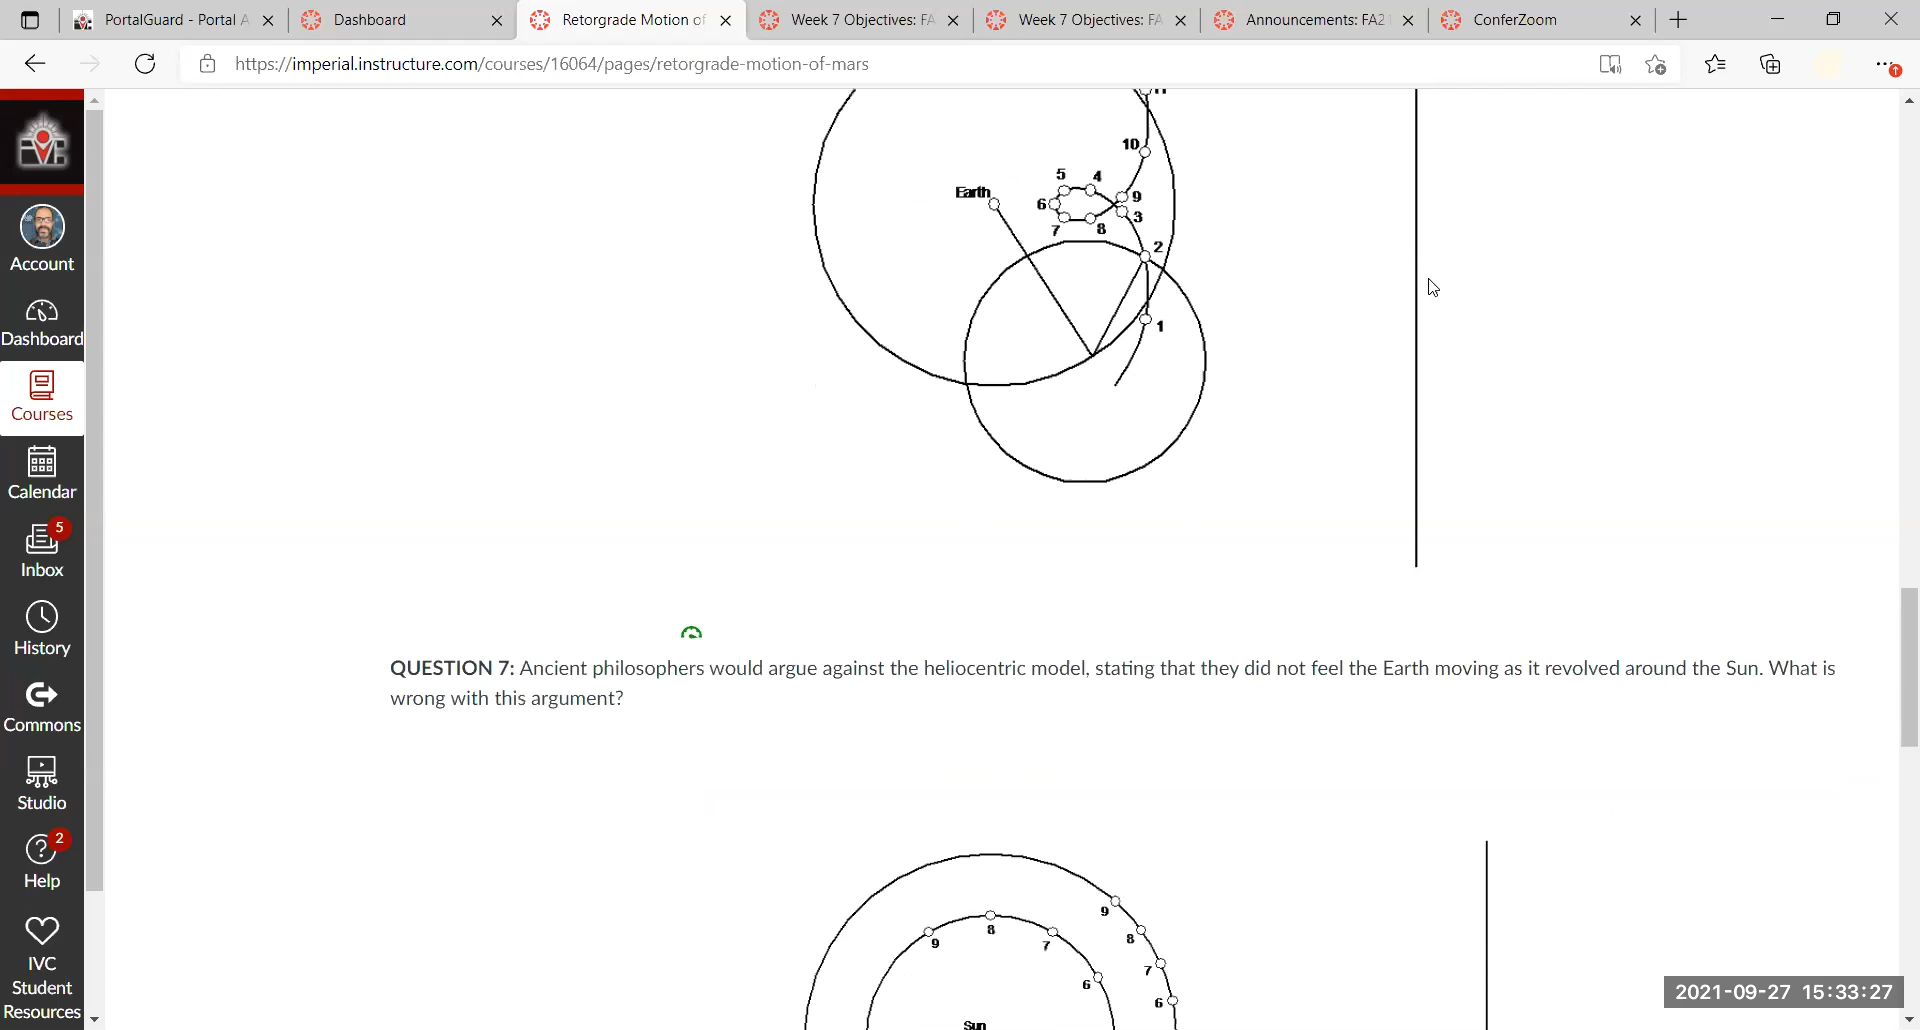 PortalGuard - Portal A
Dashboard
Retorgrade Motion of
Week 7 Objectives: FA
Week 7 Objectives: FA
Announcements: FA21
ConferZoom
https://imperial.instructure.com/courses/16064/pages/retorgrade-motion-of-mars
Account
Dashboard
Courses
Calendar
5
Inbox
History
Commons
Studio
2
Help
IVC
Student
Resources
11
10
5 4
Earth
6 9
3
7 8
2
1
QUESTION 7: Ancient philosophers would argue against the heliocentric model, stating that they did not feel the Earth moving as it revolved around the Sun. What is
wrong with this argument?
9
8
9 7 8
7
6
6
Sun
2021-09-27 15:33:27